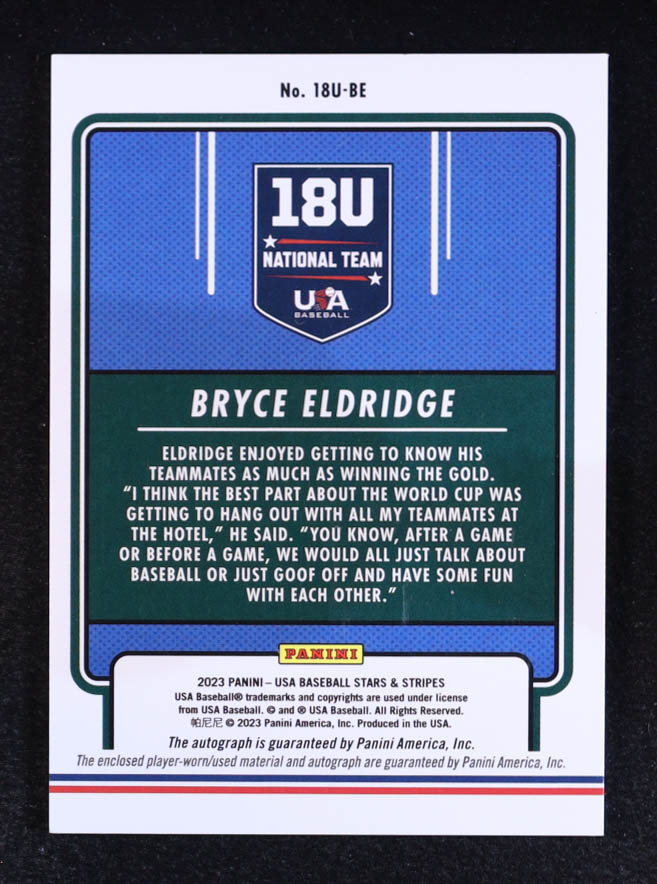 No. 18U-BE
18U
NATIONAL TEAM
USA
BASEBALL
BRYCE ELDRIDGE
ELDRIDGE ENJOYED GETTING TO KNOW HIS
TEAMMATES AS MUCH AS WINNING THE GOLD.
“I THINK THE BEST PART ABOUT THE WORLD CUP WAS
GETTING TO HANG OUT WITH ALL MY TEAMMATES AT
THE HOTEL,” HE SAID. “YOU KNOW, AFTER A GAME
OR BEFORE A GAME, WE WOULD ALL JUST TALK ABOUT
BASEBALL OR JUST GOOF OFF AND HAVE SOME FUN
WITH EACH OTHER.”
PANINI
2023 PANINI – USA BASEBALL STARS & STRIPES
USA Baseball® trademarks and copyrights are used under license
from USA Baseball. © and ® USA Baseball. All Rights Reserved.
帕尼尼 © 2023 Panini America, Inc. Produced in the USA.
The autograph is guaranteed by Panini America, Inc.
The enclosed player-worn/used material and autograph are guaranteed by Panini America, Inc.